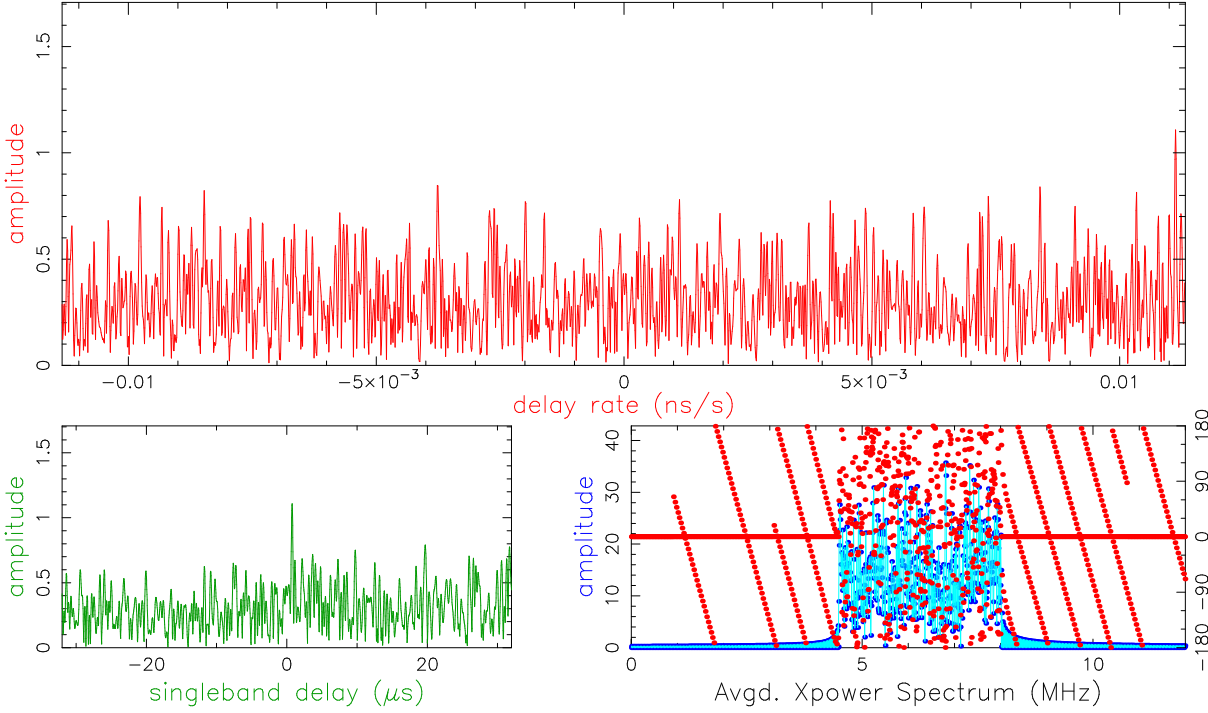 amplitude
0 0.5 1 1.5
−0.01 −5×10⁻³ 0 5×10⁻³ 0.01
delay rate (ns/s)
amplitude
0 0.5 1 1.5
−20 0 20
singleband delay (μs)
amplitude
0 10 20 30 40
0 5 10
−180 −90 0 90 180
Avgd. Xpower Spectrum (MHz)